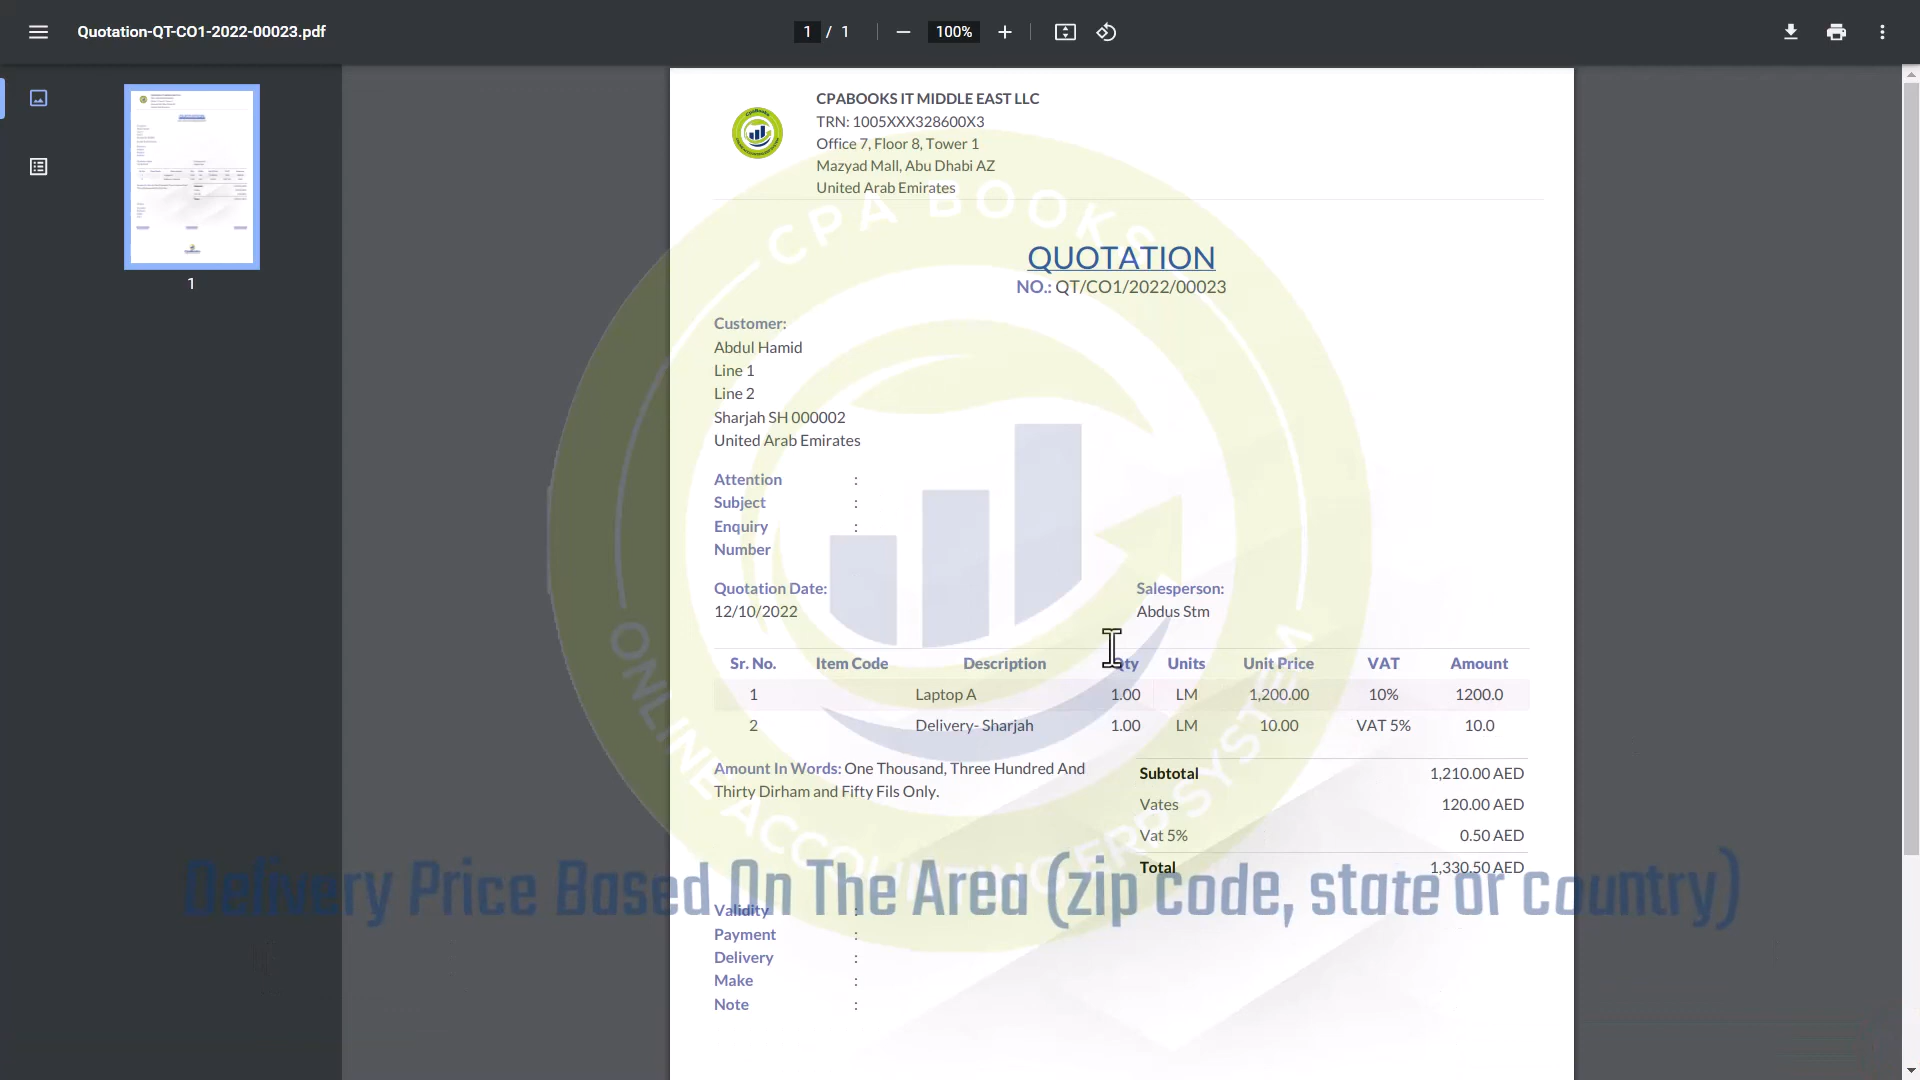 Quotation-QT-CO1-2022-00023.pdf
1 / 1
100%
1
CPABOOKS IT MIDDLE EAST LLC
TRN: 1005XXX328600X3
Office 7, Floor 8, Tower 1
Mazyad Mall, Abu Dhabi AZ
United Arab Emirates
CPA BOOKS
QUOTATION
NO.: QT/CO1/2022/00023
Customer:
Abdul Hamid
Line 1
Line 2
Sharjah SH 000002
United Arab Emirates
Attention :
Subject :
Enquiry :
Number
Quotation Date: Salesperson:
12/10/2022 Abdus Stm
Sr. No. Item Code Description Qty Units Unit Price VAT Amount
1 Laptop A 1.00 LM 1,200.00 10% 1200.0
2 Delivery- Sharjah 1.00 LM 10.00 VAT 5% 10.0
Amount In Words: One Thousand, Three Hundred And
Thirty Dirham and Fifty Fils Only.
Subtotal 1,210.00 AED
Vates 120.00 AED
Vat 5% 0.50 AED
Total 1,330.50 AED
ONLINE ACCOUNTING ERP SYSTEM
Delivery Price Based On The Area (zip code, state or country)
Validity :
Payment :
Delivery :
Make :
Note :